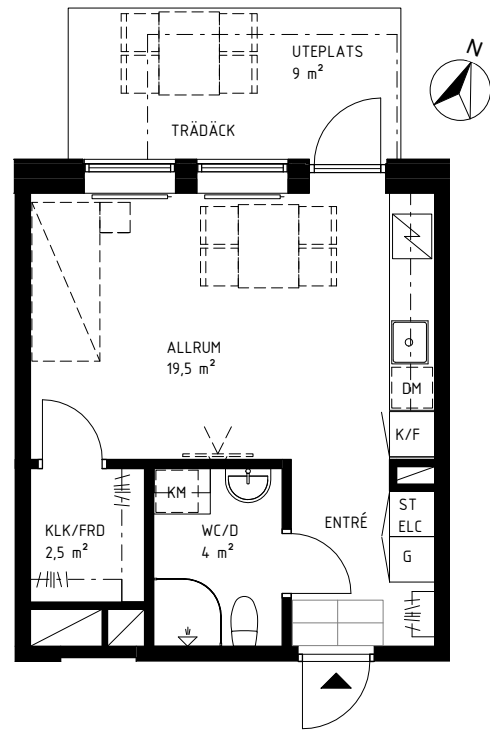 UTEPLATS
9 m²
N
TRÄDÄCK
ALLRUM
19,5 m²
DM
K/F
KM
KLK/FRD
2,5 m²
WC/D
4 m²
ENTRÉ
ST
ELC
G